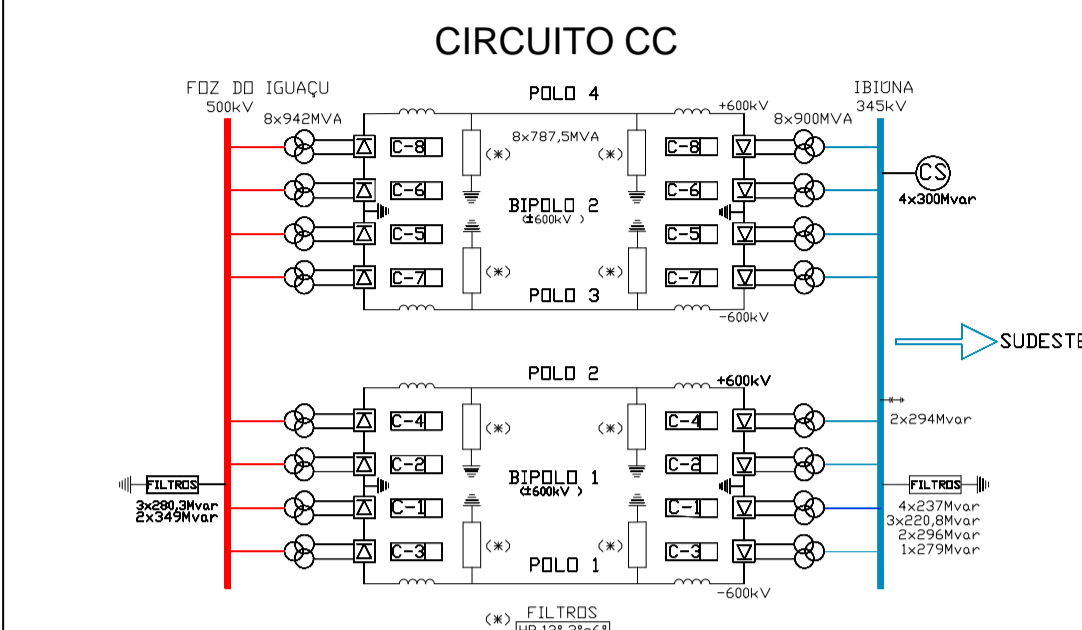 CIRCUITO CC
FOZ DO IGUAÇU
500kV
8x942MVA
POLO 4
+600kV
8x900MVA
IBIÚNA
345kV
C-8
(*)
8x787,5MVA
(*)
C-8
CS
4x300Mvar
C-6
C-6
BIPOLO 2
(±600kV )
C-5
C-5
C-7
(*)
(*)
C-7
POLO 3
-600kV
SUDESTE
POLO 2
+600kV
C-4
(*)
(*)
C-4
2x294Mvar
C-2
C-2
BIPOLO 1
(±600kV )
FILTROS
3x280,3Mvar
2x349Mvar
FILTROS
4x237Mvar
3x220,8Mvar
2x296Mvar
1x279Mvar
C-1
C-1
C-3
(*)
(*)
C-3
POLO 1
-600kV
(*) FILTROS